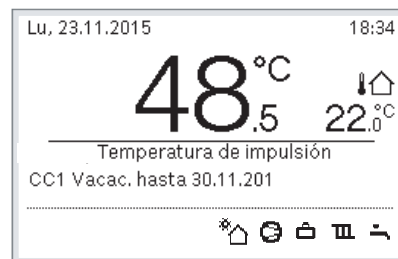 Lu, 23.11.2015 18:34
48.5 °C
22.0 °C
Temperatura de impulsión
CC1 Vacac. hasta 30.11.201